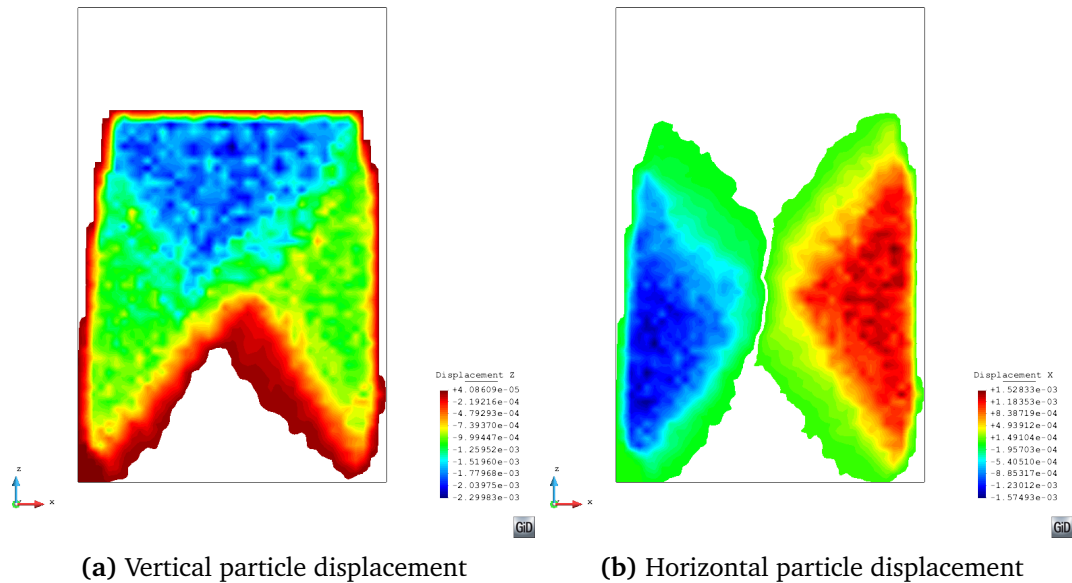 Displacement Z
+4.08609e-05
-2.19216e-04
-4.79293e-04
-7.39370e-04
-9.99447e-04
-1.25952e-03
-1.51960e-03
-1.77968e-03
-2.03975e-03
-2.29983e-03
z
x
GiD
Displacement X
+1.52833e-03
+1.18353e-03
+8.38719e-04
+4.93912e-04
+1.49104e-04
-1.95703e-04
-5.40510e-04
-8.85317e-04
-1.23012e-03
-1.57493e-03
z
x
GiD
(a) Vertical particle displacement
(b) Horizontal particle displacement